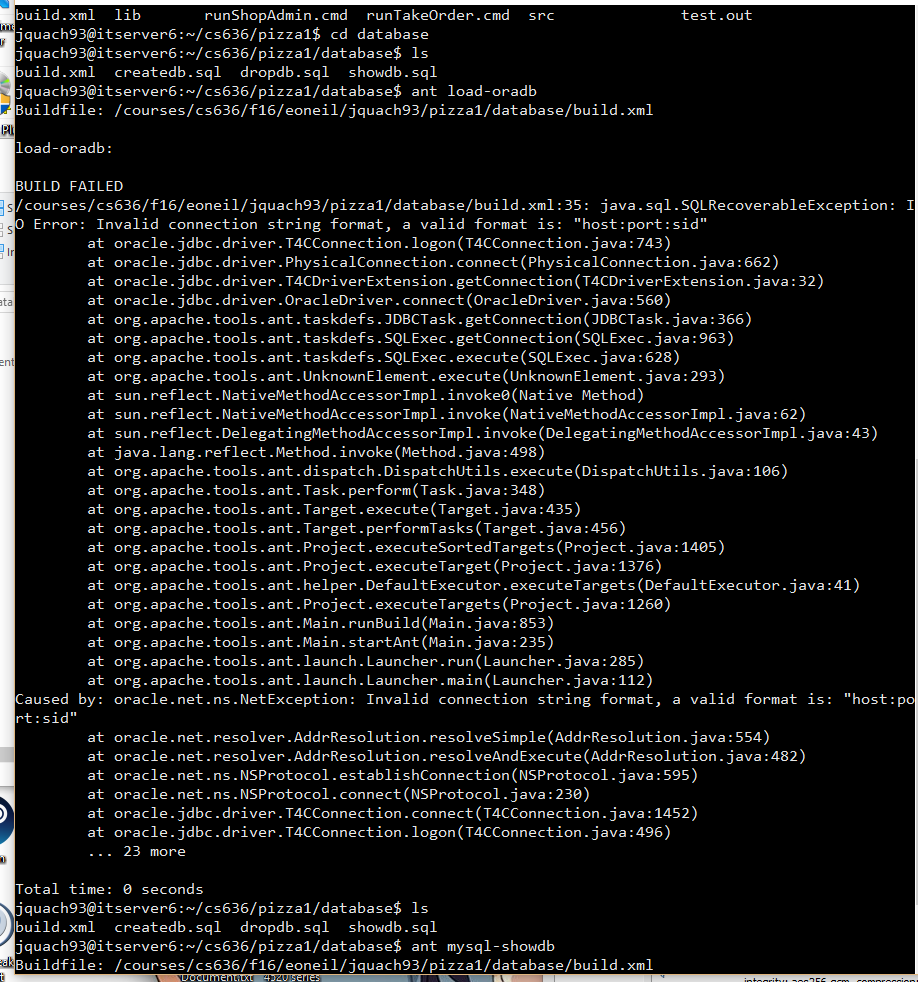 build.xml  lib       runShopAdmin.cmd  runTakeOrder.cmd  src              test.out
jquach93@itserver6:~/cs636/pizza1$ cd database
jquach93@itserver6:~/cs636/pizza1/database$ ls
build.xml  createdb.sql  dropdb.sql  showdb.sql
jquach93@itserver6:~/cs636/pizza1/database$ ant load-oradb
Buildfile: /courses/cs636/f16/eoneil/jquach93/pizza1/database/build.xml
load-oradb:
BUILD FAILED
/courses/cs636/f16/eoneil/jquach93/pizza1/database/build.xml:35: java.sql.SQLRecoverableException: I
O Error: Invalid connection string format, a valid format is: "host:port:sid"
at oracle.jdbc.driver.T4CConnection.logon(T4CConnection.java:743)
at oracle.jdbc.driver.PhysicalConnection.connect(PhysicalConnection.java:662)
at oracle.jdbc.driver.T4CDriverExtension.getConnection(T4CDriverExtension.java:32)
at oracle.jdbc.driver.OracleDriver.connect(OracleDriver.java:560)
at org.apache.tools.ant.taskdefs.JDBCTask.getConnection(JDBCTask.java:366)
at org.apache.tools.ant.taskdefs.SQLExec.getConnection(SQLExec.java:963)
at org.apache.tools.ant.taskdefs.SQLExec.execute(SQLExec.java:628)
at org.apache.tools.ant.UnknownElement.execute(UnknownElement.java:293)
at sun.reflect.NativeMethodAccessorImpl.invoke0(Native Method)
at sun.reflect.NativeMethodAccessorImpl.invoke(NativeMethodAccessorImpl.java:62)
at sun.reflect.DelegatingMethodAccessorImpl.invoke(DelegatingMethodAccessorImpl.java:43)
at java.lang.reflect.Method.invoke(Method.java:498)
at org.apache.tools.ant.dispatch.DispatchUtils.execute(DispatchUtils.java:106)
at org.apache.tools.ant.Task.perform(Task.java:348)
at org.apache.tools.ant.Target.execute(Target.java:435)
at org.apache.tools.ant.Target.performTasks(Target.java:456)
at org.apache.tools.ant.Project.executeSortedTargets(Project.java:1405)
at org.apache.tools.ant.Project.executeTarget(Project.java:1376)
at org.apache.tools.ant.helper.DefaultExecutor.executeTargets(DefaultExecutor.java:41)
at org.apache.tools.ant.Project.executeTargets(Project.java:1260)
at org.apache.tools.ant.Main.runBuild(Main.java:853)
at org.apache.tools.ant.Main.startAnt(Main.java:235)
at org.apache.tools.ant.launch.Launcher.run(Launcher.java:285)
at org.apache.tools.ant.launch.Launcher.main(Launcher.java:112)
Caused by: oracle.net.ns.NetException: Invalid connection string format, a valid format is: "host:po
rt:sid"
at oracle.net.resolver.AddrResolution.resolveSimple(AddrResolution.java:554)
at oracle.net.resolver.AddrResolution.resolveAndExecute(AddrResolution.java:482)
at oracle.net.ns.NSProtocol.establishConnection(NSProtocol.java:595)
at oracle.net.ns.NSProtocol.connect(NSProtocol.java:230)
at oracle.jdbc.driver.T4CConnection.connect(T4CConnection.java:1452)
at oracle.jdbc.driver.T4CConnection.logon(T4CConnection.java:496)
... 23 more
Total time: 0 seconds
jquach93@itserver6:~/cs636/pizza1/database$ ls
build.xml  createdb.sql  dropdb.sql  showdb.sql
jquach93@itserver6:~/cs636/pizza1/database$ ant mysql-showdb
Buildfile: /courses/cs636/f16/eoneil/jquach93/pizza1/database/build.xml
Document.txt  4520 series